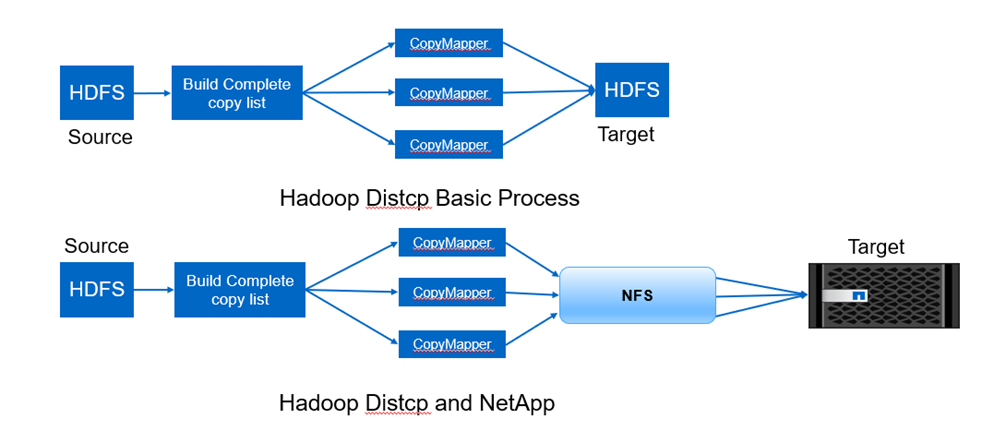 CopyMapper
HDFS
Build Complete
copy list
CopyMapper
HDFS
Source
CopyMapper
Target
Hadoop Distcp Basic Process
Source
CopyMapper
Target
HDFS
Build Complete
copy list
CopyMapper
NFS
CopyMapper
Hadoop Distcp and NetApp